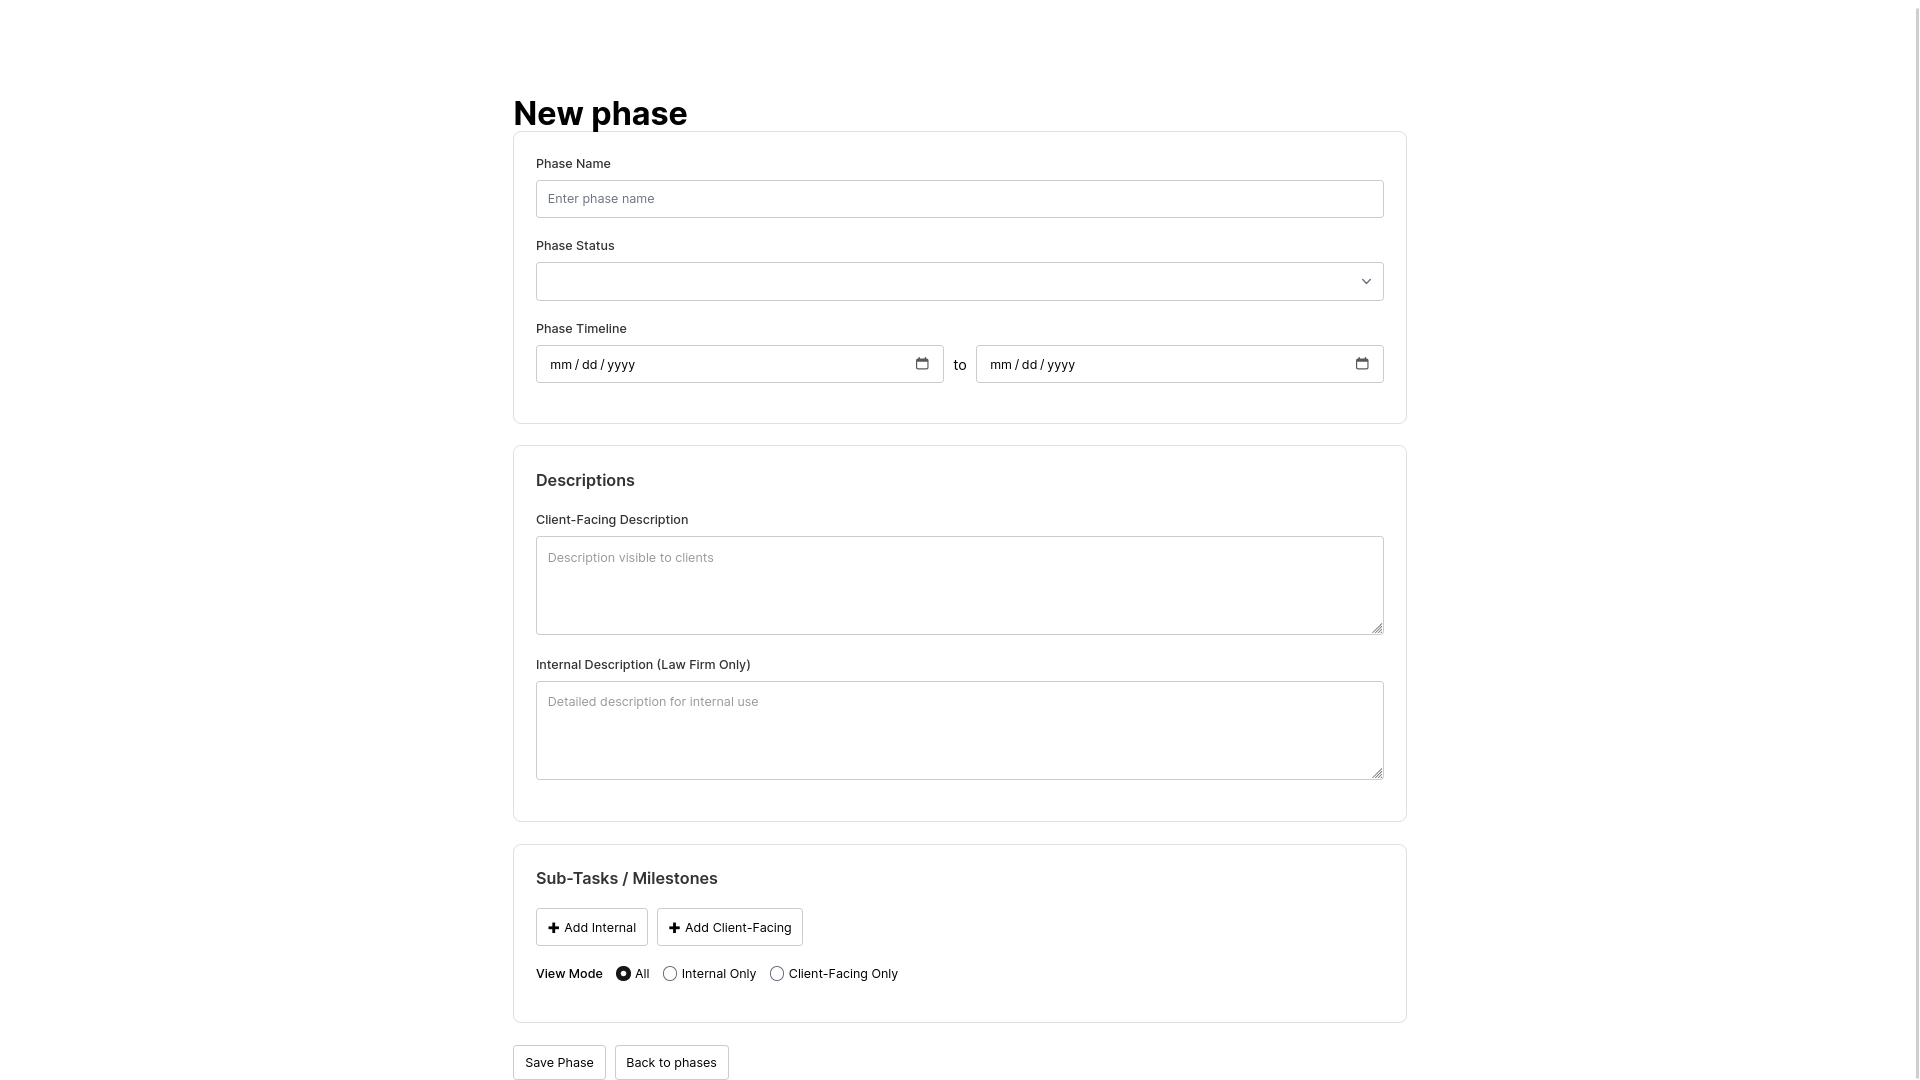 New phase
Phase Name
Enter phase name
Phase Status
Phase Timeline
mm/dd/yyyy to mm/dd/yyyy
Descriptions
Client-Facing Description
Description visible to clients
Internal Description (Law Firm Only)
Detailed description for internal use
Sub-Tasks / Milestones
Add Internal Add Client-Facing
View Mode All Internal Only Client-Facing Only
Save Phase Back to phases